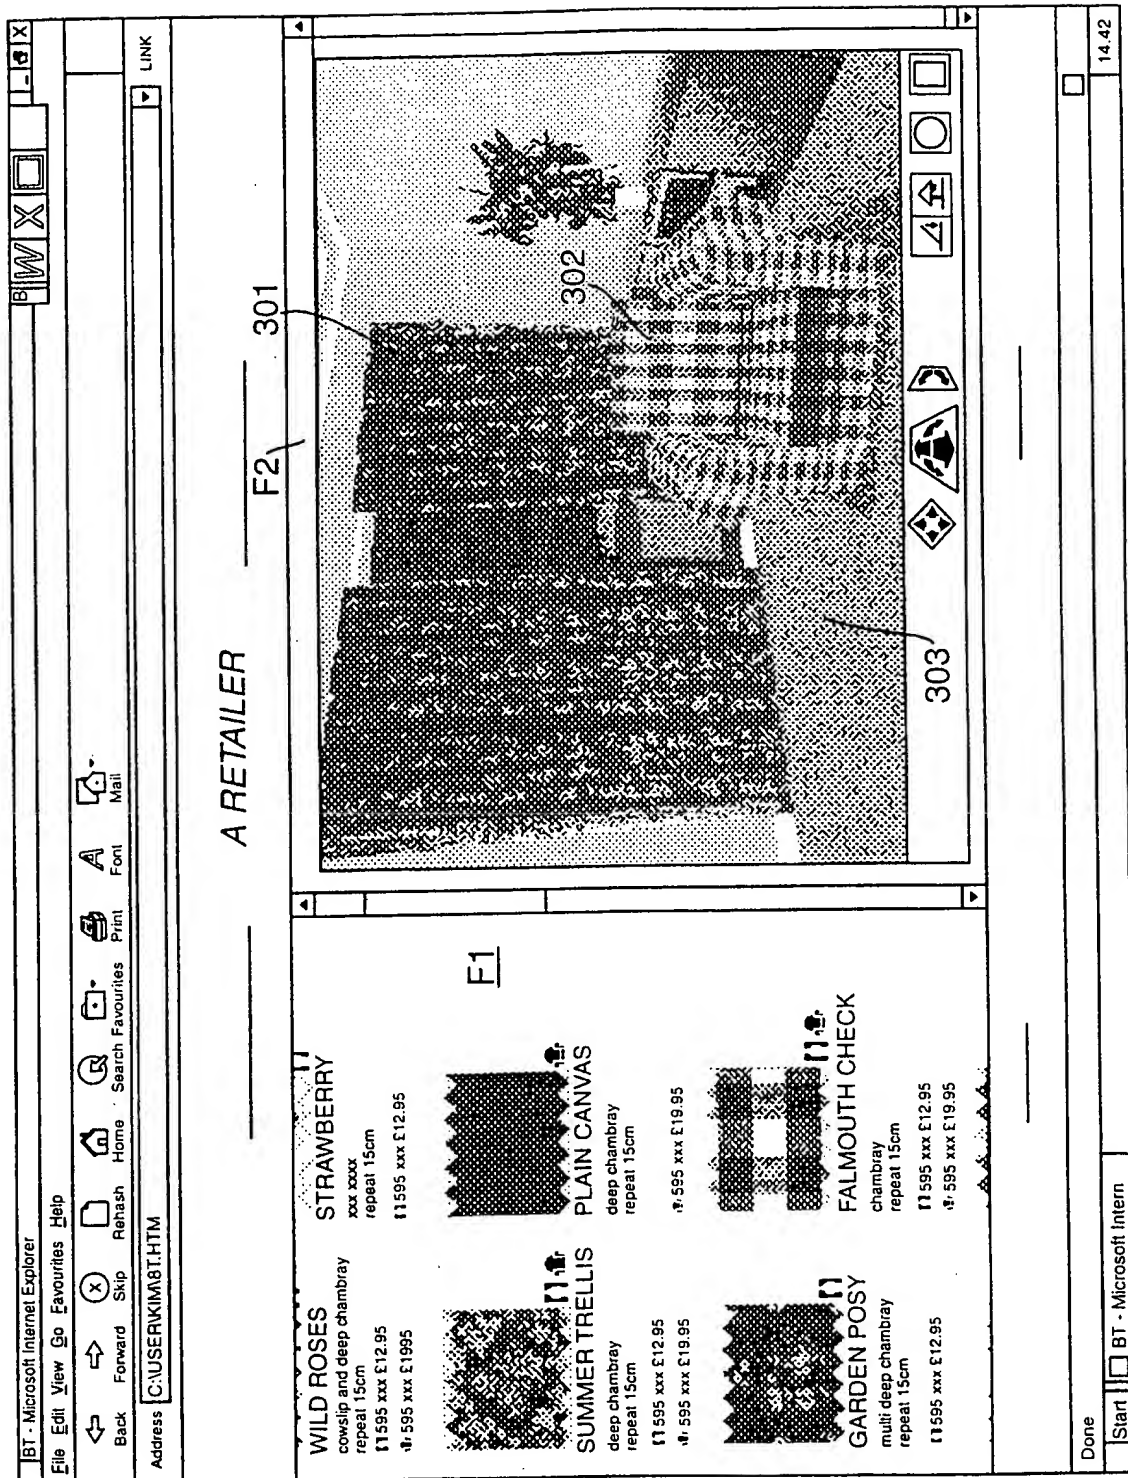 BT - Microsoft Internet Explorer
B W X
_ X
File Edit View Go Favourites Help
Back Forward Skip Rehash Home Search Favourites Print Font Mail
Address C:\USER\KIM\8T.HTM LINK
A RETAILER
WILD ROSES
cowslip and deep chambray
repeat 15cm
595 xxx £12.95
595 xxx £1995
STRAWBERRY
xxx xxxx
repeat 15cm
595 xxx £12.95
SUMMER TRELLIS
deep chambray
repeat 15cm
595 xxx £12.95
595 xxx £19.95
PLAIN CANVAS
deep chambray
repeat 15cm
595 xxx £19.95
GARDEN POSY
multi deep chambray
repeat 15cm
595 xxx £12.95
FALMOUTH CHECK
chambray
repeat 15cm
595 xxx £12.95
595 xxx £19.95
F1
F2
301
302
303
Done
Start BT - Microsoft Intern
14.42